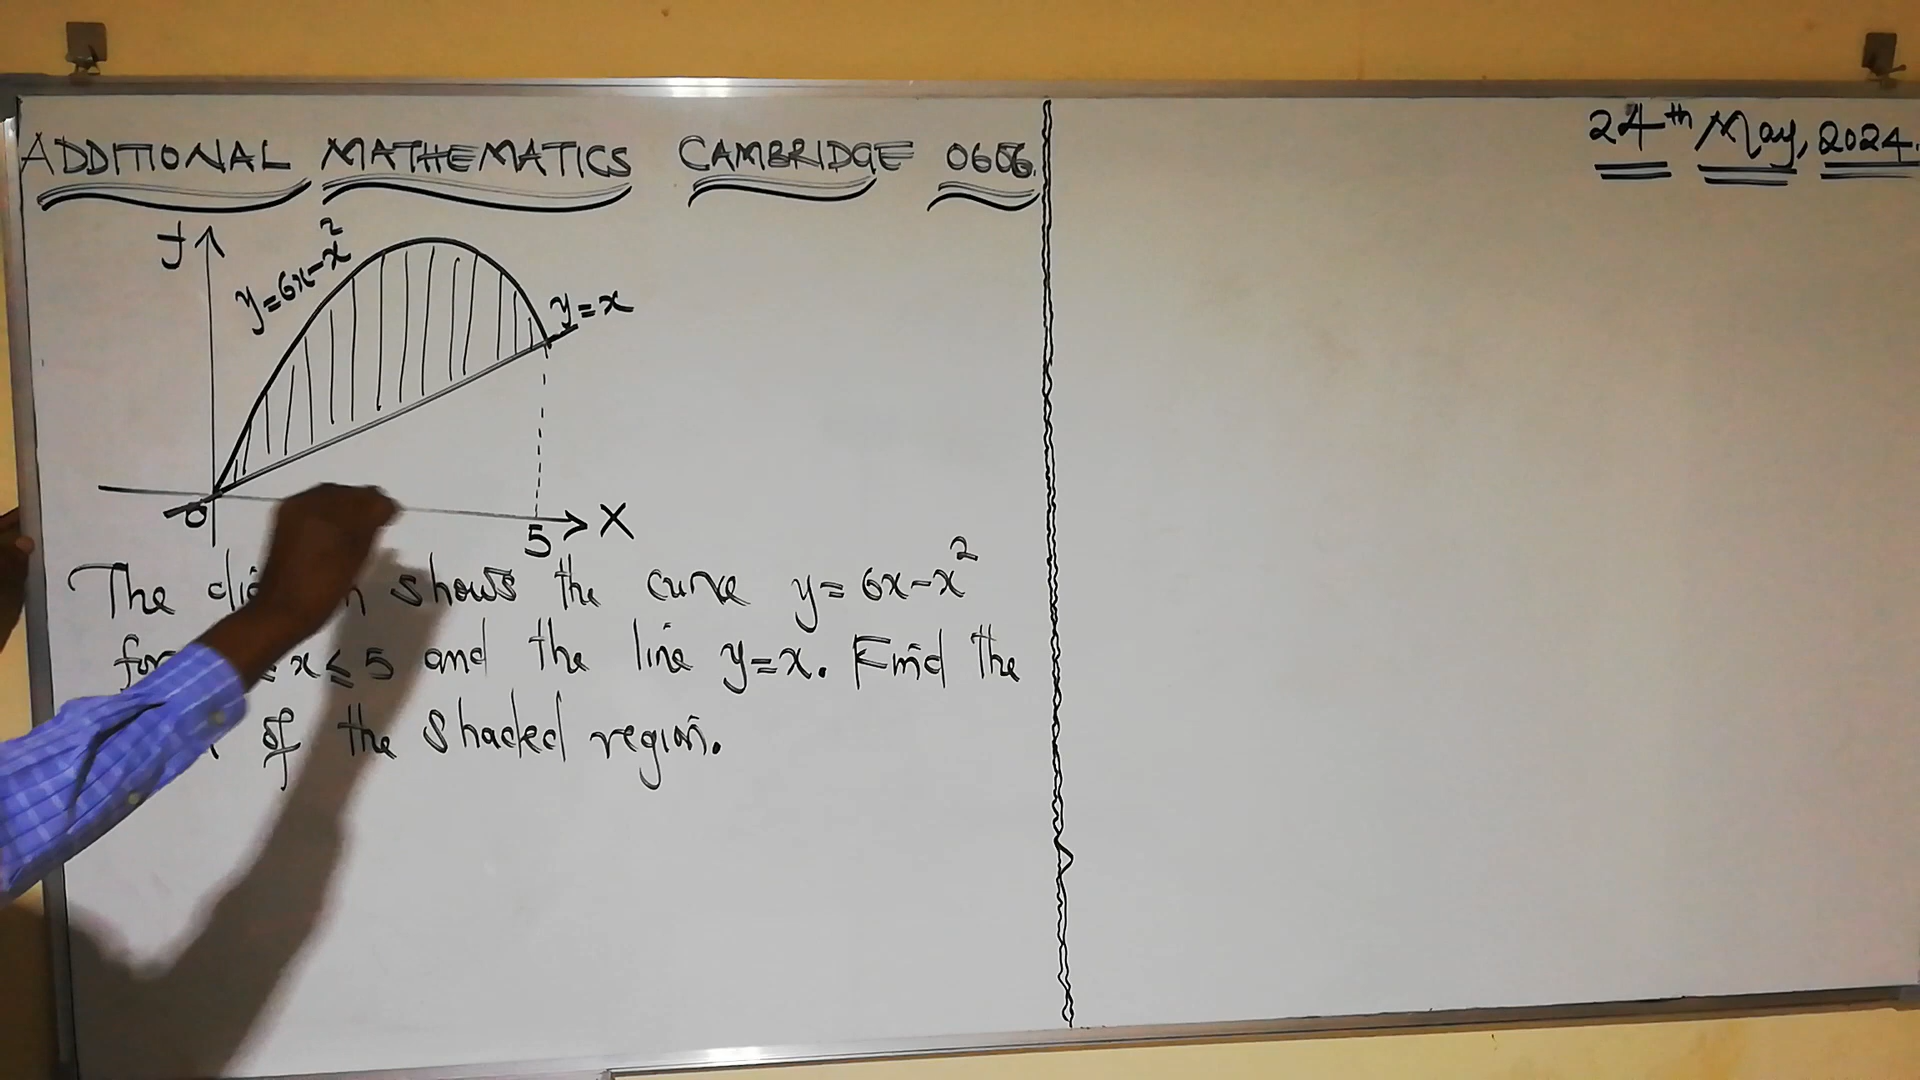 ADDITIONAL MATHEMATICS CAMBRIDGE 0606.
24th May, 2024.
y
y=6x-x²
y=x
0
5
X
The shows the curve y=6x-x²
for x≤5 and the line y=x. Find the
of the shaded region.